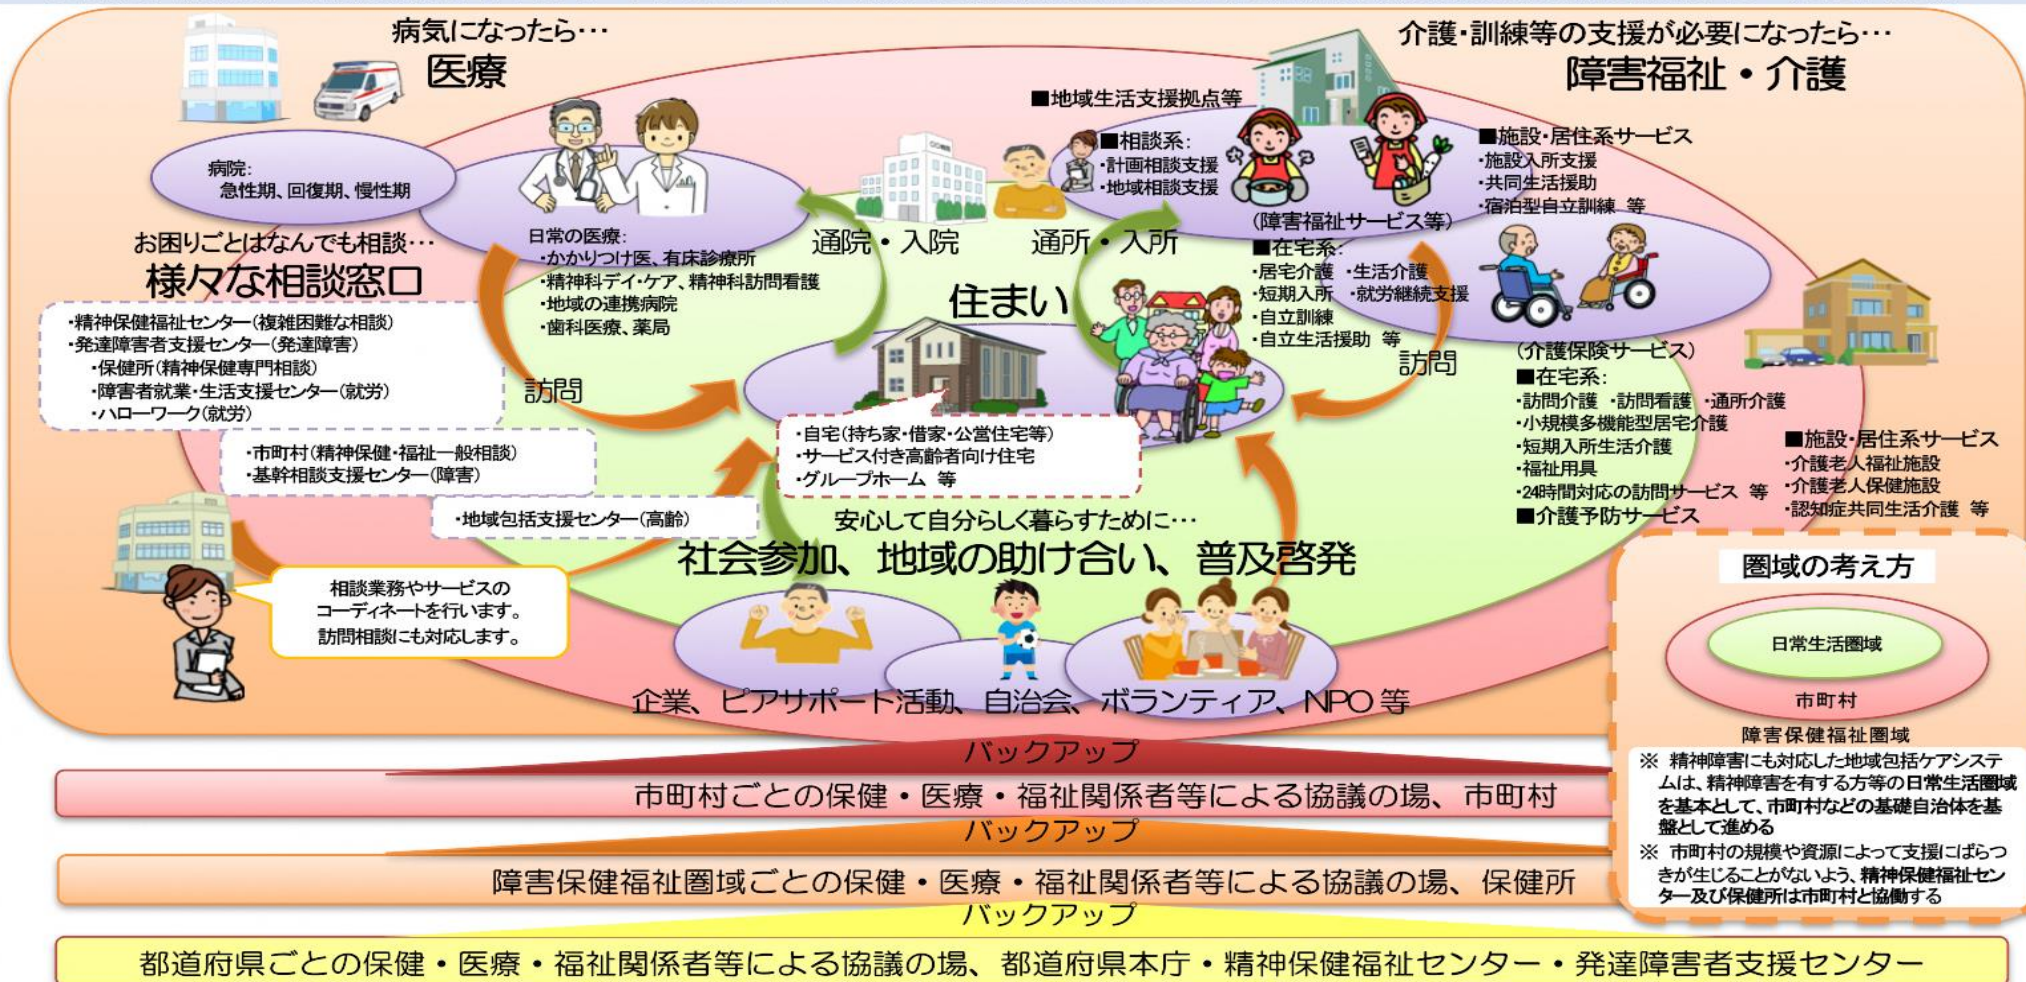 病気になったら…
医療
介護・訓練等の支援が必要になったら…
障害福祉・介護
病院:
急性期、回復期、慢性期
日常の医療:
・かかりつけ医、有床診療所
・精神科デイ・ケア、精神科訪問看護
・地域の連携病院
・歯科医療、薬局
通院・入院
通所・入所
■地域生活支援拠点等
■相談系:
・計画相談支援
・地域相談支援
■施設・居住系サービス
・施設入所支援
・共同生活援助
・宿泊型自立訓練 等
(障害福祉サービス等)
■在宅系:
・居宅介護 ・生活介護
・短期入所 ・就労継続支援
・自立訓練
・自立生活援助 等
訪問
(介護保険サービス)
■在宅系:
・訪問介護 ・訪問看護 ・通所介護
・小規模多機能型居宅介護
・短期入所生活介護
・福祉用具
・24時間対応の訪問サービス 等
■介護予防サービス
■施設・居住系サービス
・介護老人福祉施設
・介護老人保健施設
・認知症共同生活介護 等
お困りごとはなんでも相談…
様々な相談窓口
・精神保健福祉センター(複雑困難な相談)
・発達障害者支援センター(発達障害)
・保健所(精神保健専門相談)
・障害者就業・生活支援センター(就労)
・ハローワーク(就労)
・市町村(精神保健・福祉一般相談)
・基幹相談支援センター(障害)
・地域包括支援センター(高齢)
訪問
相談業務やサービスの
コーディネートを行います。
訪問相談にも対応します。
住まい
・自宅(持ち家・借家・公営住宅等)
・サービス付き高齢者向け住宅
・グループホーム 等
安心して自分らしく暮らすために…
社会参加、地域の助け合い、普及啓発
企業、ピアサポート活動、自治会、ボランティア、NPO 等
圏域の考え方
日常生活圏域
市町村
障害保健福祉圏域
※ 精神障害にも対応した地域包括ケアシステ
ムは、精神障害を有する方等の日常生活圏域
を基本として、市町村などの基礎自治体を基
盤として進める
※ 市町村の規模や資源によって支援にばらつ
きが生じることがないよう、精神保健福祉セン
ター及び保健所は市町村と協働する
バックアップ
市町村ごとの保健・医療・福祉関係者等による協議の場、市町村
バックアップ
障害保健福祉圏域ごとの保健・医療・福祉関係者等による協議の場、保健所
バックアップ
都道府県ごとの保健・医療・福祉関係者等による協議の場、都道府県本庁・精神保健福祉センター・発達障害者支援センター